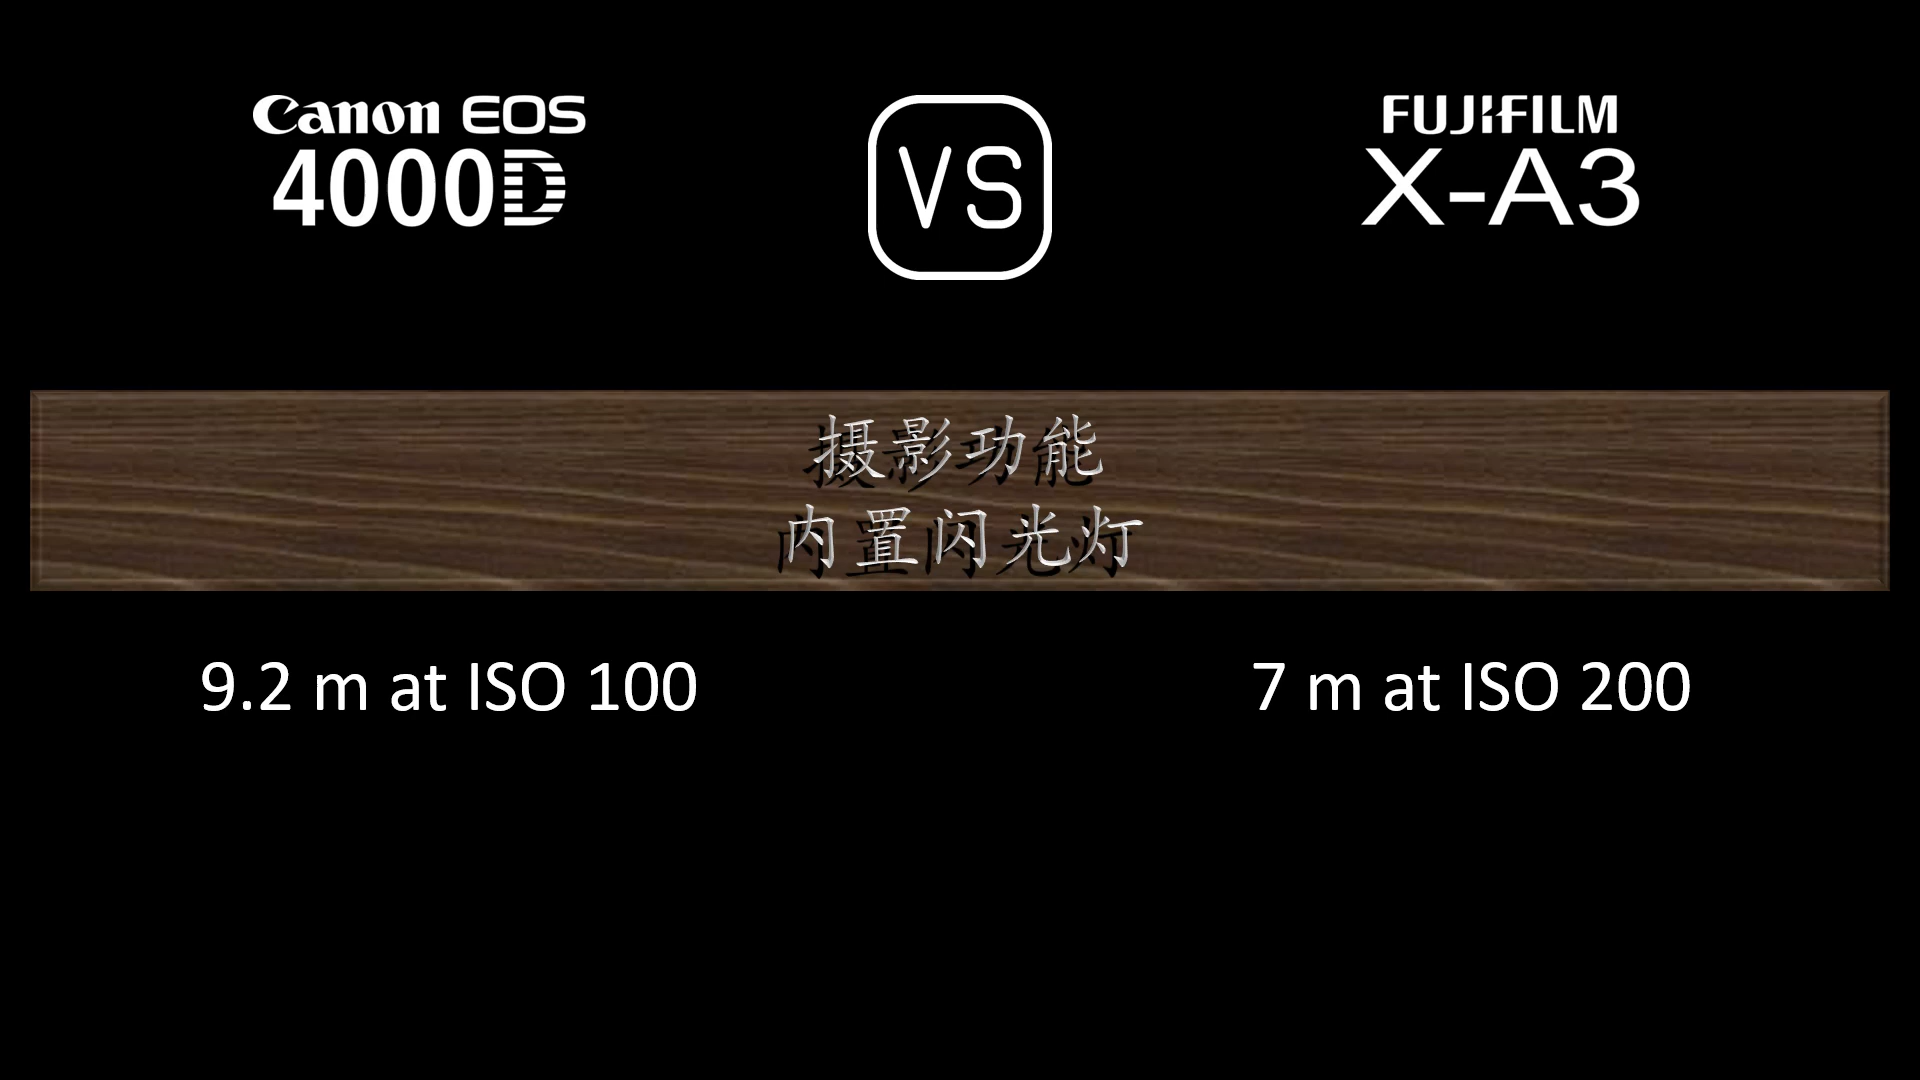 Canon EOS
4000D
VS
FUJIFILM
X-A3
摄影功能
内置闪光灯
9.2 m at ISO 100
7 m at ISO 200